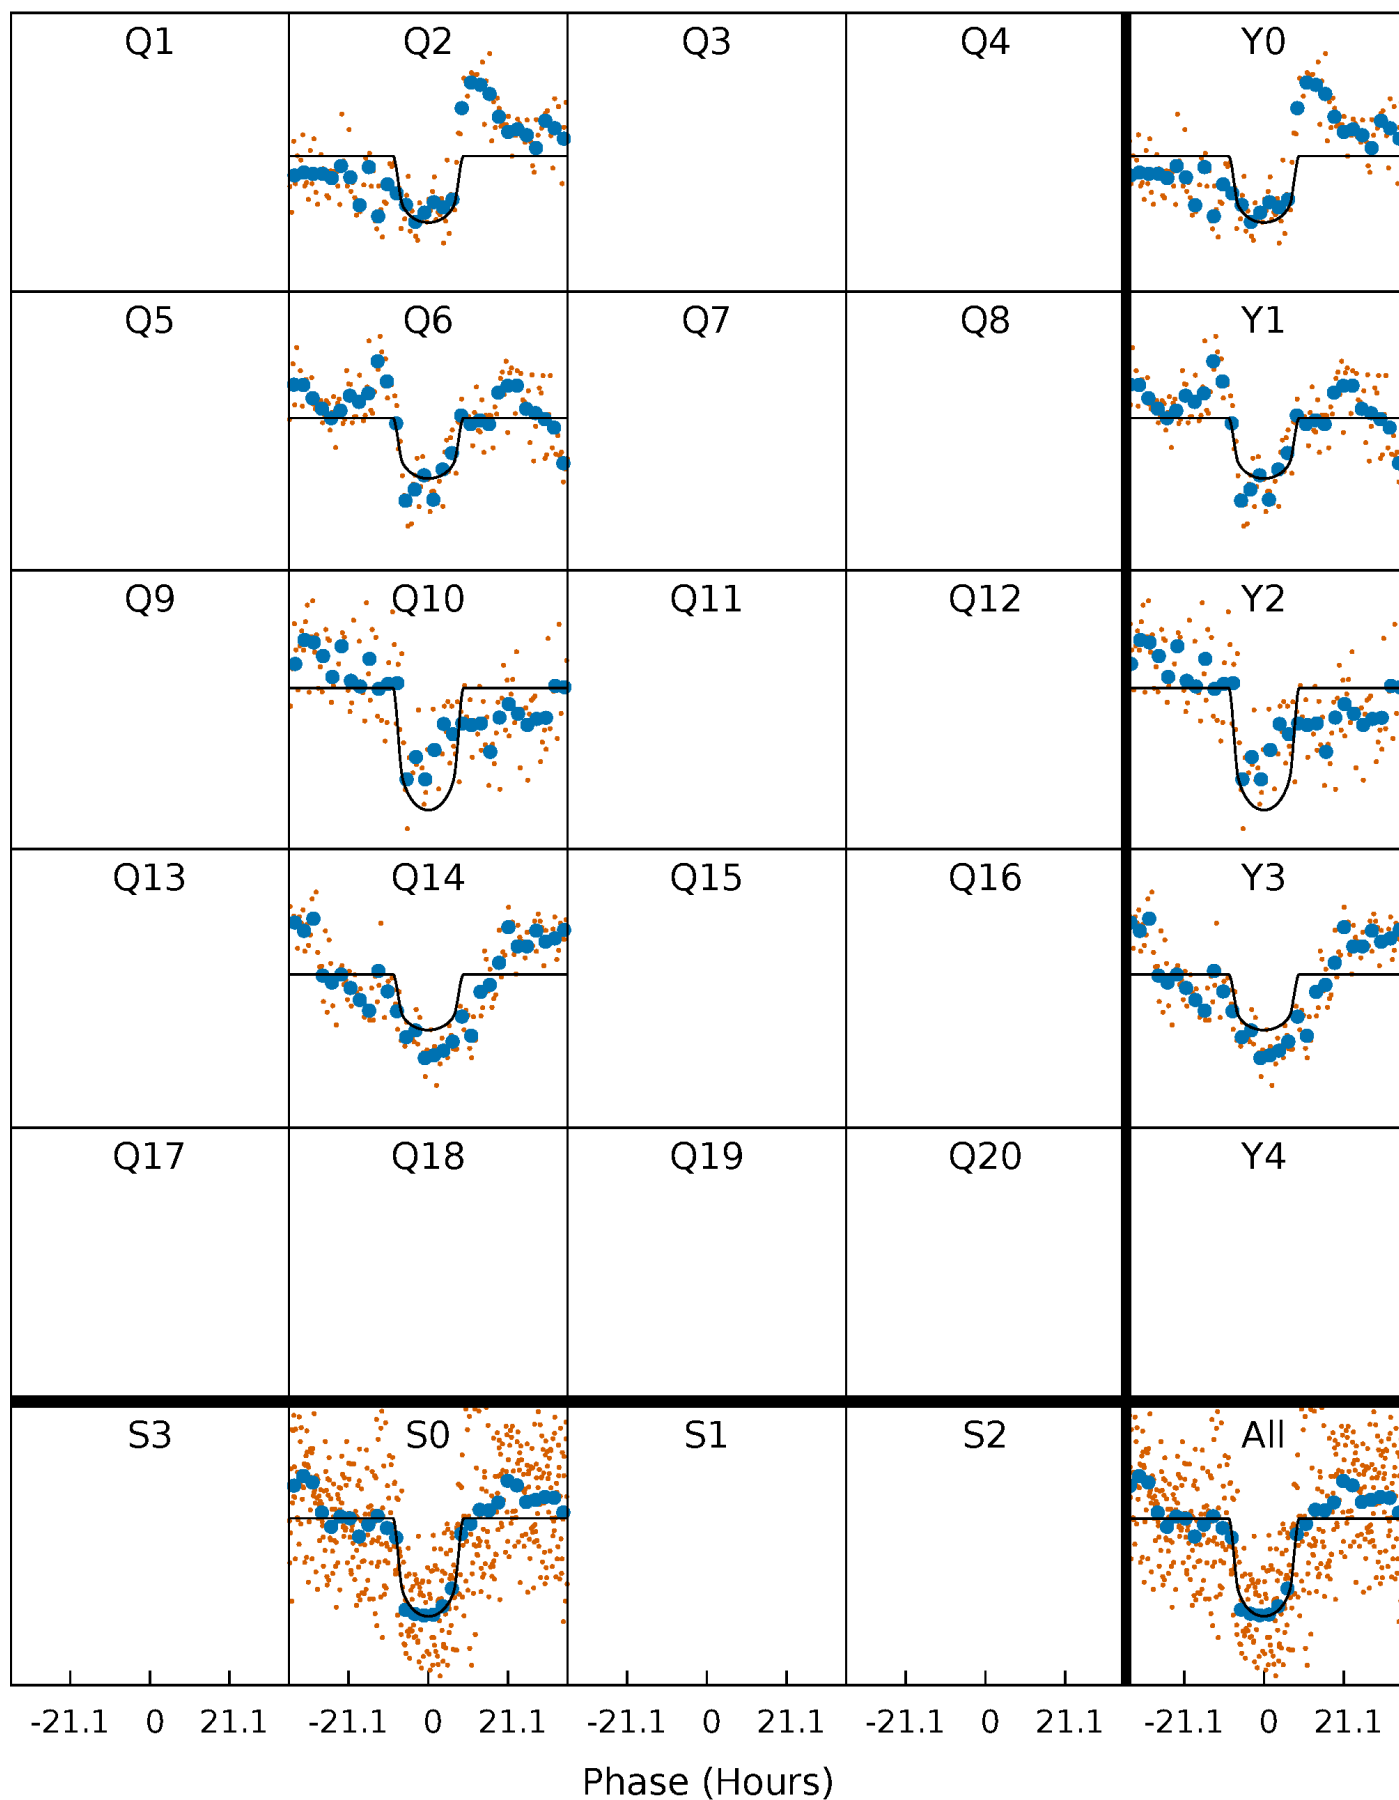 Q1 Q2 Q3 Q4 Y0
Q5 Q6 Q7 Q8 Y1
Q9 Q10 Q11 Q12 Y2
Q13 Q14 Q15 Q16 Y3
Q17 Q18 Q19 Q20 Y4
S3 S0 S1 S2 All
-21.1 0 21.1 -21.1 0 21.1 -21.1 0 21.1 -21.1 0 21.1 -21.1 0 21.1
Phase (Hours)